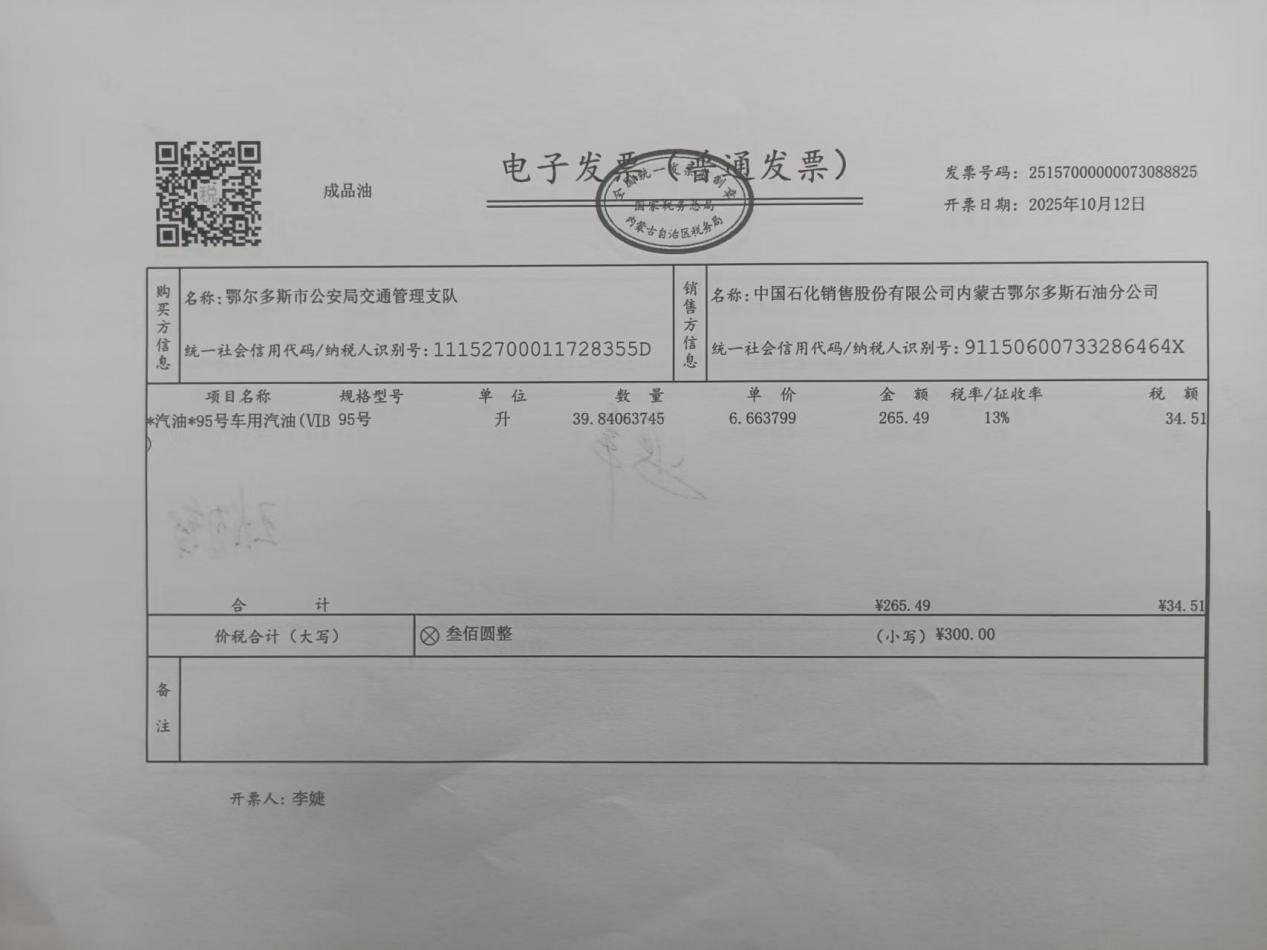 电子发票（普通发票）
成品油
税
全国统一发票监制章
国家税务总局
内蒙古自治区税务局
发票号码：25157000000073088825
开票日期：2025年10月12日
购买方信息
名称：鄂尔多斯市公安局交通管理支队
统一社会信用代码/纳税人识别号：11152700011728355D
销售方信息
名称：中国石化销售股份有限公司内蒙古鄂尔多斯石油分公司
统一社会信用代码/纳税人识别号：91150600733286464X
项目名称 规格型号 单位 数量 单价 金额 税率/征收率 税额
*汽油*95号车用汽油(VIB 95号 升 39.84063745 6.663799 265.49 13% 34.51
)
合计 ¥265.49 ¥34.51
价税合计（大写） ⊗叁佰圆整 （小写）¥300.00
备注
开票人：李婕